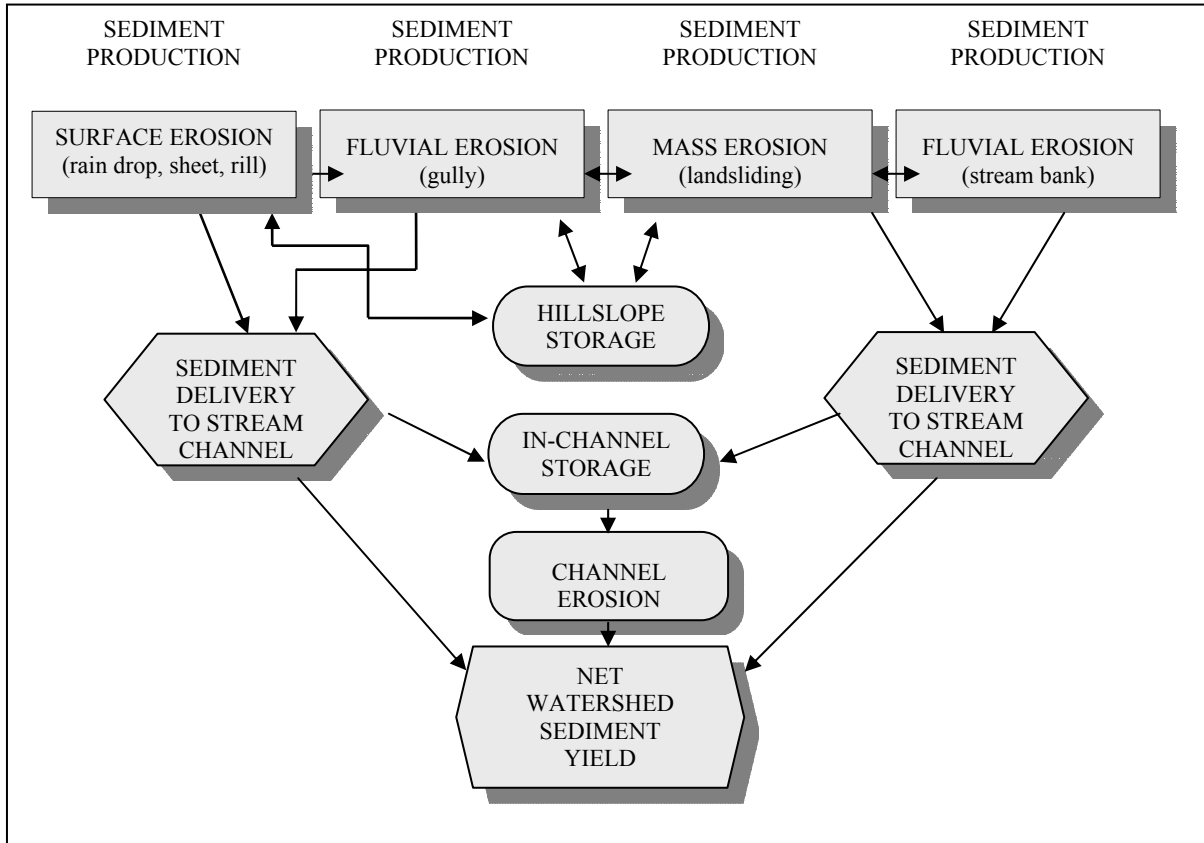 SEDIMENT
PRODUCTION
SEDIMENT
PRODUCTION
SEDIMENT
PRODUCTION
SEDIMENT
PRODUCTION
SURFACE EROSION
(rain drop, sheet, rill)
FLUVIAL EROSION
(gully)
MASS EROSION
(landsliding)
FLUVIAL EROSION
(stream bank)
HILLSLOPE
STORAGE
SEDIMENT
DELIVERY
TO STREAM
CHANNEL
SEDIMENT
DELIVERY
TO STREAM
CHANNEL
IN-CHANNEL
STORAGE
CHANNEL
EROSION
NET
WATERSHED
SEDIMENT
YIELD